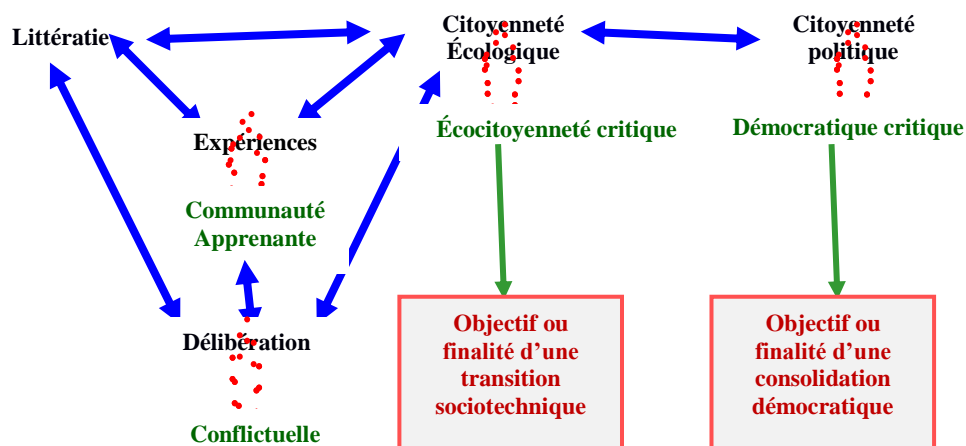 Littératie
Citoyenneté
Écologique
Citoyenneté
politique
Expériences
Écocitoyenneté critique
Démocratique critique
Communauté
Apprenante
Délibération
Conflictuelle
Objectif ou
finalité d’une
transition
sociotechnique
Objectif ou
finalité d’une
consolidation
démocratique